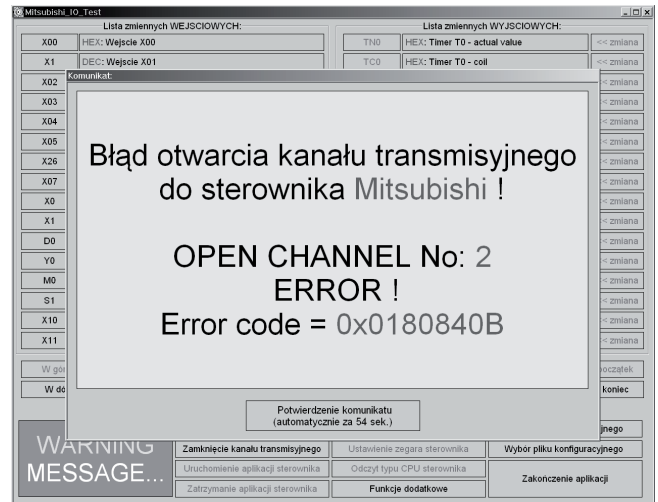 Mitsubishi_IO_Test
Lista zmiennych WEJSCIOWYCH:
Lista zmiennych WYJSCIOWYCH:
X00 HEX: Wejscie X00 TN0 HEX: Timer T0 - actual value << zmiana
X1 DEC: Wejscie X01 TC0 HEX: Timer T0 - coil << zmiana
Komunikat:
X02 < zmiana
X03 < zmiana
X04 < zmiana
X05 < zmiana
X26 < zmiana
X07 < zmiana
X0 < zmiana
X1 < zmiana
D0 < zmiana
Y0 < zmiana
M0 < zmiana
S1 < zmiana
X10 < zmiana
X11 < zmiana
Błąd otwarcia kanału transmisyjnego
do sterownika Mitsubishi !
OPEN CHANNEL No: 2
ERROR !
Error code = 0x0180840B
W gó
W dó koniec
Potwierdzenie komunikatu
(automatycznie za 54 sek.)
WARNING
MESSAGE...
jnego
Zamknięcie kanału transmisyjnego Ustawienie zegara sterownika Wybór pliku konfiguracyjnego
Uruchomienie aplikacji sterownika Odczyt typu CPU sterownika Zakończenie aplikacji
Zatrzymanie aplikacji sterownika Funkcje dodatkowe